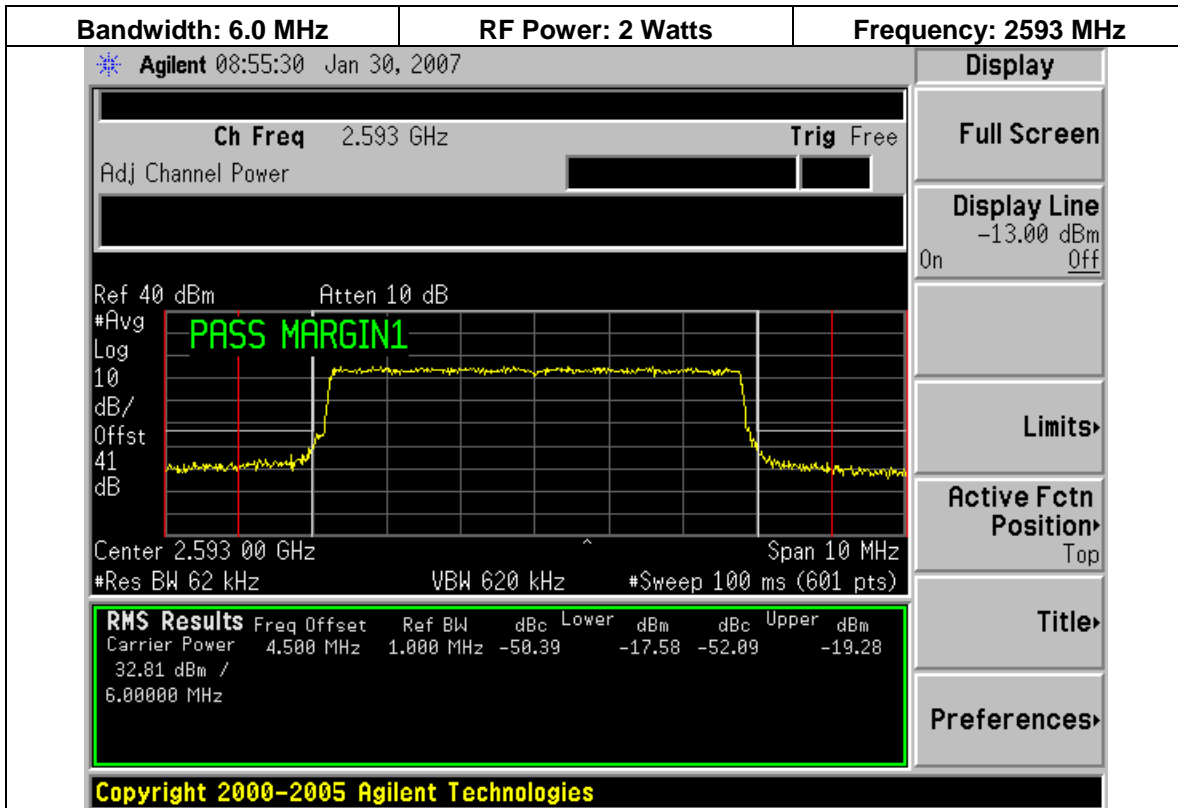 Bandwidth: 6.0 MHz RF Power: 2 Watts Frequency: 2593 MHz
Agilent 08:55:30 Jan 30, 2007 Display
Ch Freq 2.593 GHz Trig Free
Adj Channel Power
Full Screen
Display Line
-13.00 dBm
On Off
Ref 40 dBm Atten 10 dB
#Avg
Log
10
dB/
Offst
41
dB
PASS MARGIN1
Limits
Active Fctn
Position
Top
Center 2.593 00 GHz ^ Span 10 MHz
#Res BW 62 kHz VBW 620 kHz #Sweep 100 ms (601 pts)
RMS Results Freq Offset Ref BW dBc Lower dBm dBc Upper dBm
Carrier Power 4.500 MHz 1.000 MHz -50.39 -17.58 -52.09 -19.28
32.81 dBm /
6.00000 MHz
Title
Preferences
Copyright 2000-2005 Agilent Technologies